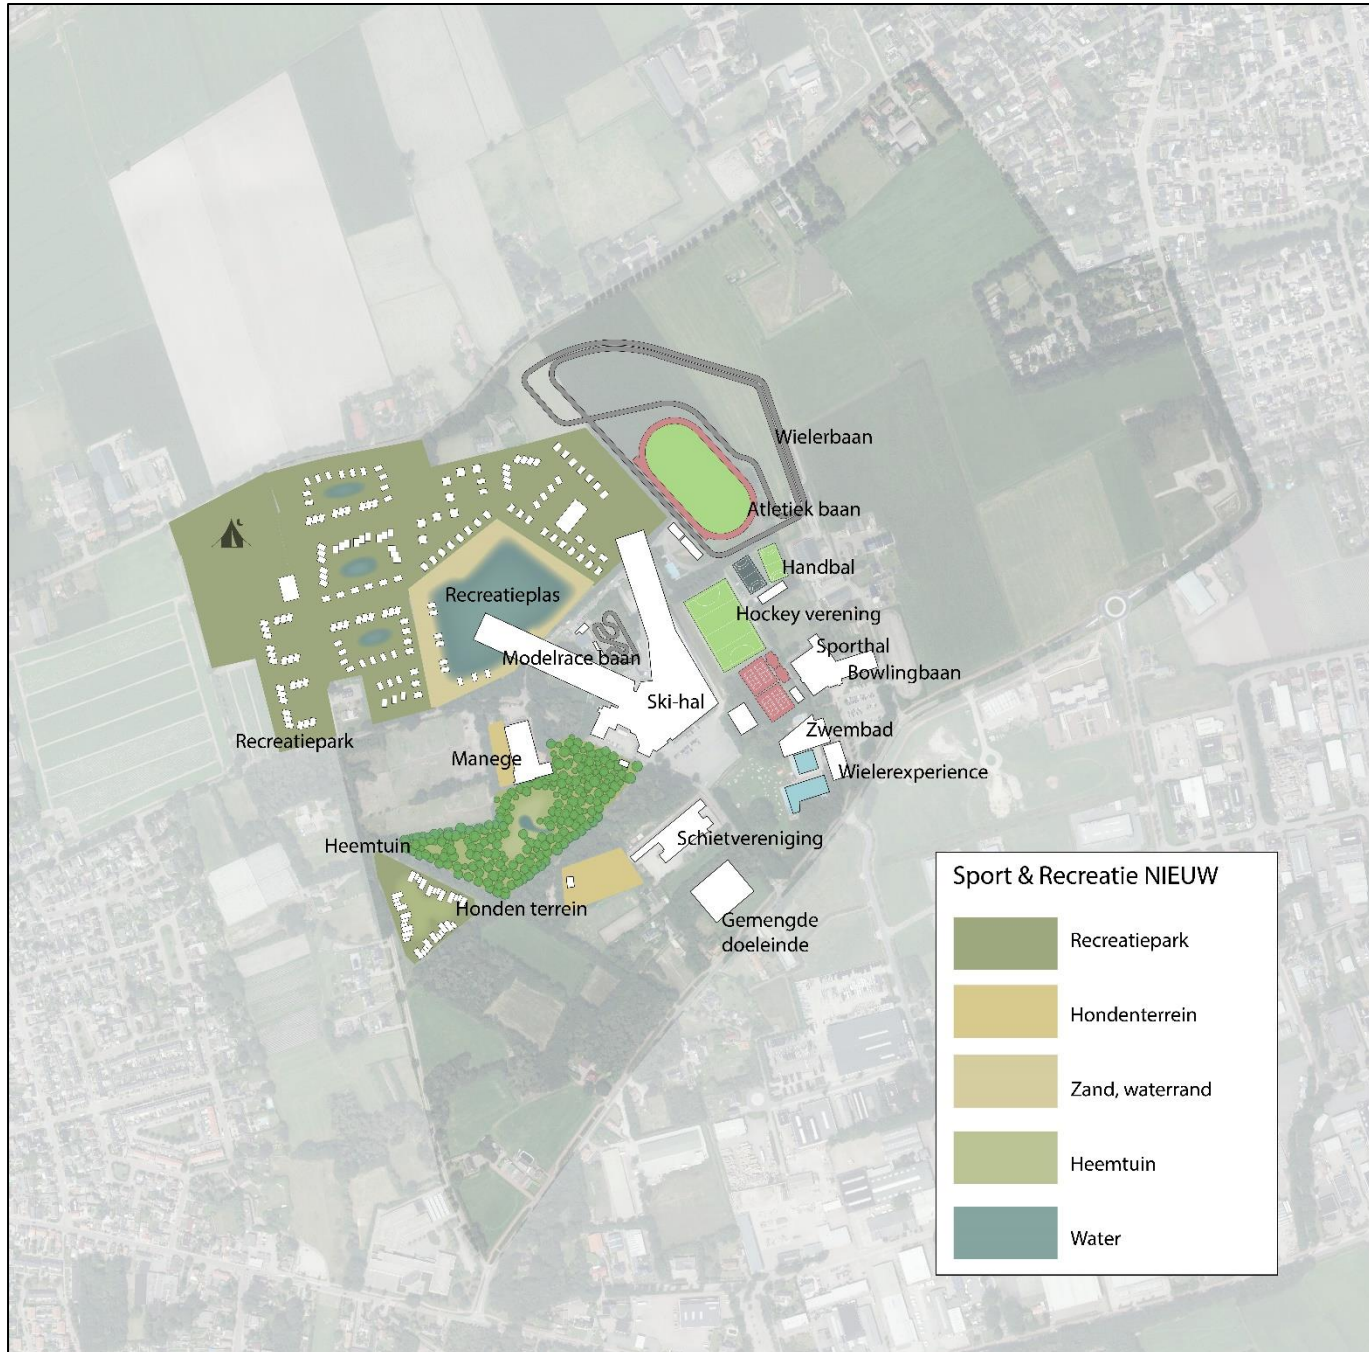 Wielerbaan
Atletiek baan
Handbal
Recreatieplas
Hockey verening
Sporthal
Modelrace baan
Bowlingbaan
Ski-hal
Zwembad
Recreatiepark
Manege
Wielerexperience
Schietvereniging
Heemtuin
Honden terrein
Gemengde
doeleinde
Sport & Recreatie NIEUW
Recreatiepark
Hondenterrein
Zand, waterrand
Heemtuin
Water